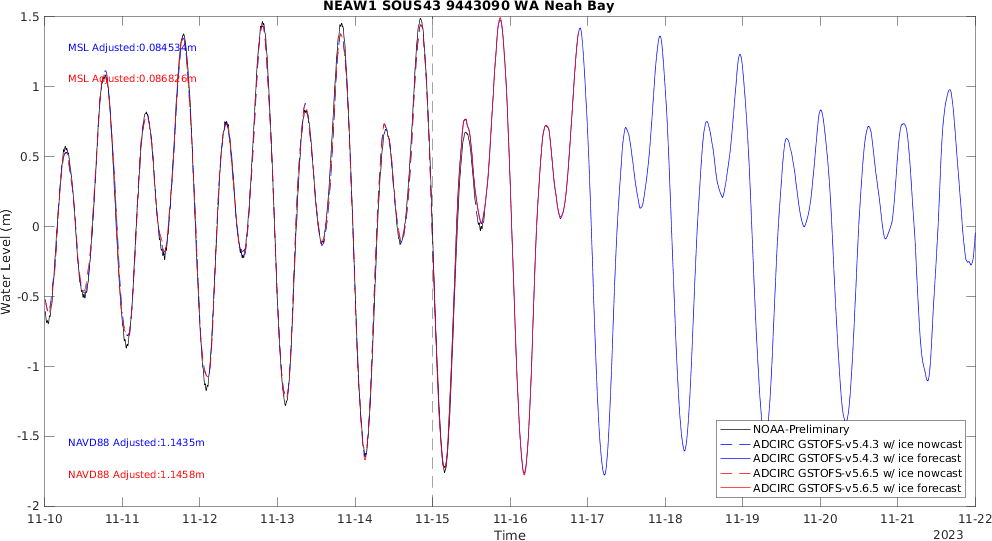 NEAW1 SOUS43 9443090 WA Neah Bay
1.5
1
0.5
0
-0.5
-1
-1.5
-2
Water Level (m)
MSL Adjusted:0.084534m
MSL Adjusted:0.086826m
NAVD88 Adjusted:1.1435m
NAVD88 Adjusted:1.1458m
NOAA-Preliminary
ADCIRC GSTOFS-v5.4.3 w/ ice nowcast
ADCIRC GSTOFS-v5.4.3 w/ ice forecast
ADCIRC GSTOFS-v5.6.5 w/ ice nowcast
ADCIRC GSTOFS-v5.6.5 w/ ice forecast
11-10 11-11 11-12 11-13 11-14 11-15 11-16 11-17 11-18 11-19 11-20 11-21 11-22
Time
2023